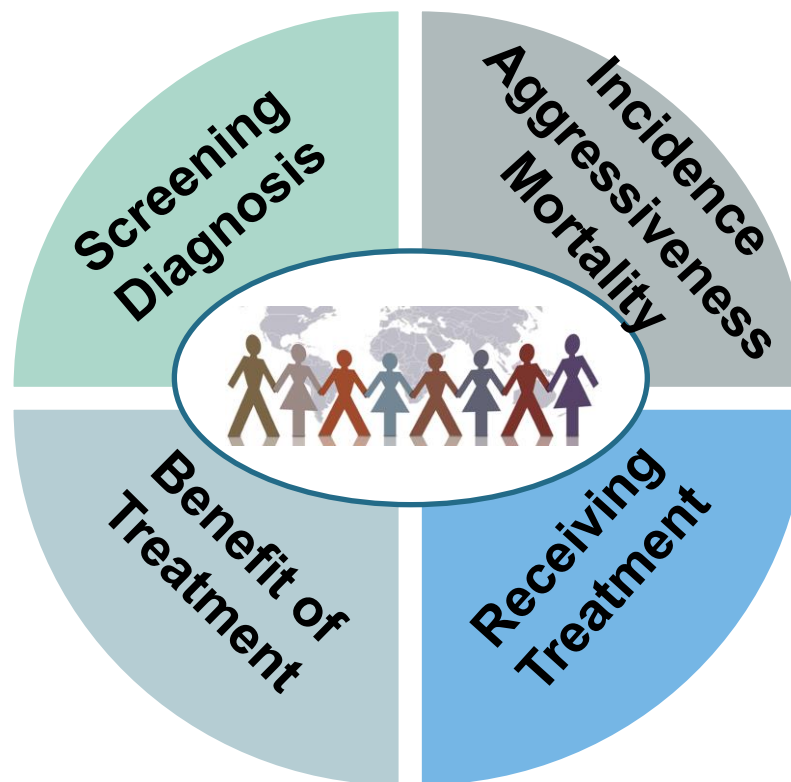 Screening
Diagnosis
Incidence
Aggressiveness
Mortality
Benefit of
Treatment
Receiving
Treatment